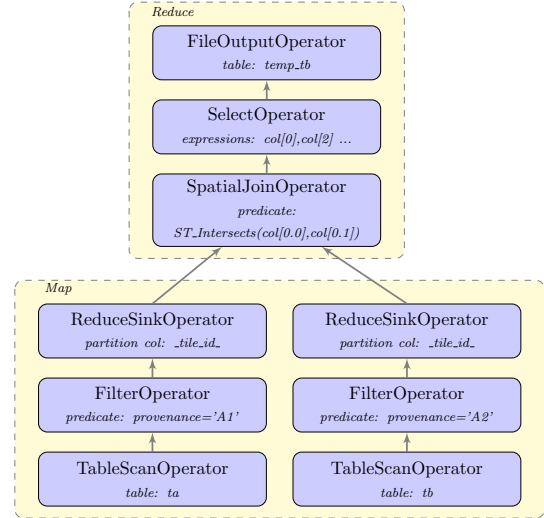 Reduce
FileOutputOperator
table: temp_tb
SelectOperator
expressions: col[0],col[2] ...
SpatialJoinOperator
predicate:
ST_Intersects(col[0.0],col[0.1])
Map
ReduceSinkOperator
partition col: _tile_id_
FilterOperator
predicate: provenance='A1'
TableScanOperator
table: ta
ReduceSinkOperator
partition col: _tile_id_
FilterOperator
predicate: provenance='A2'
TableScanOperator
table: tb